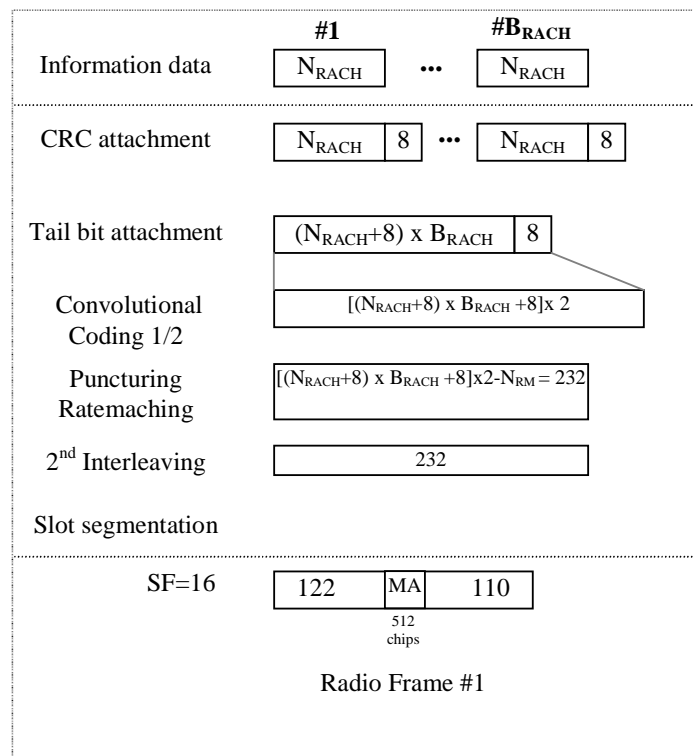 #1 #B_RACH
Information data N_RACH ••• N_RACH
CRC attachment N_RACH 8 ••• N_RACH 8
Tail bit attachment (N_RACH+8) x B_RACH 8
Convolutional
Coding 1/2
[(N_RACH+8) x B_RACH +8]x 2
Puncturing
Ratemaching
[(N_RACH+8) x B_RACH +8]x2-N_RM = 232
2nd Interleaving 232
Slot segmentation
SF=16 122 MA 110
512
chips
Radio Frame #1